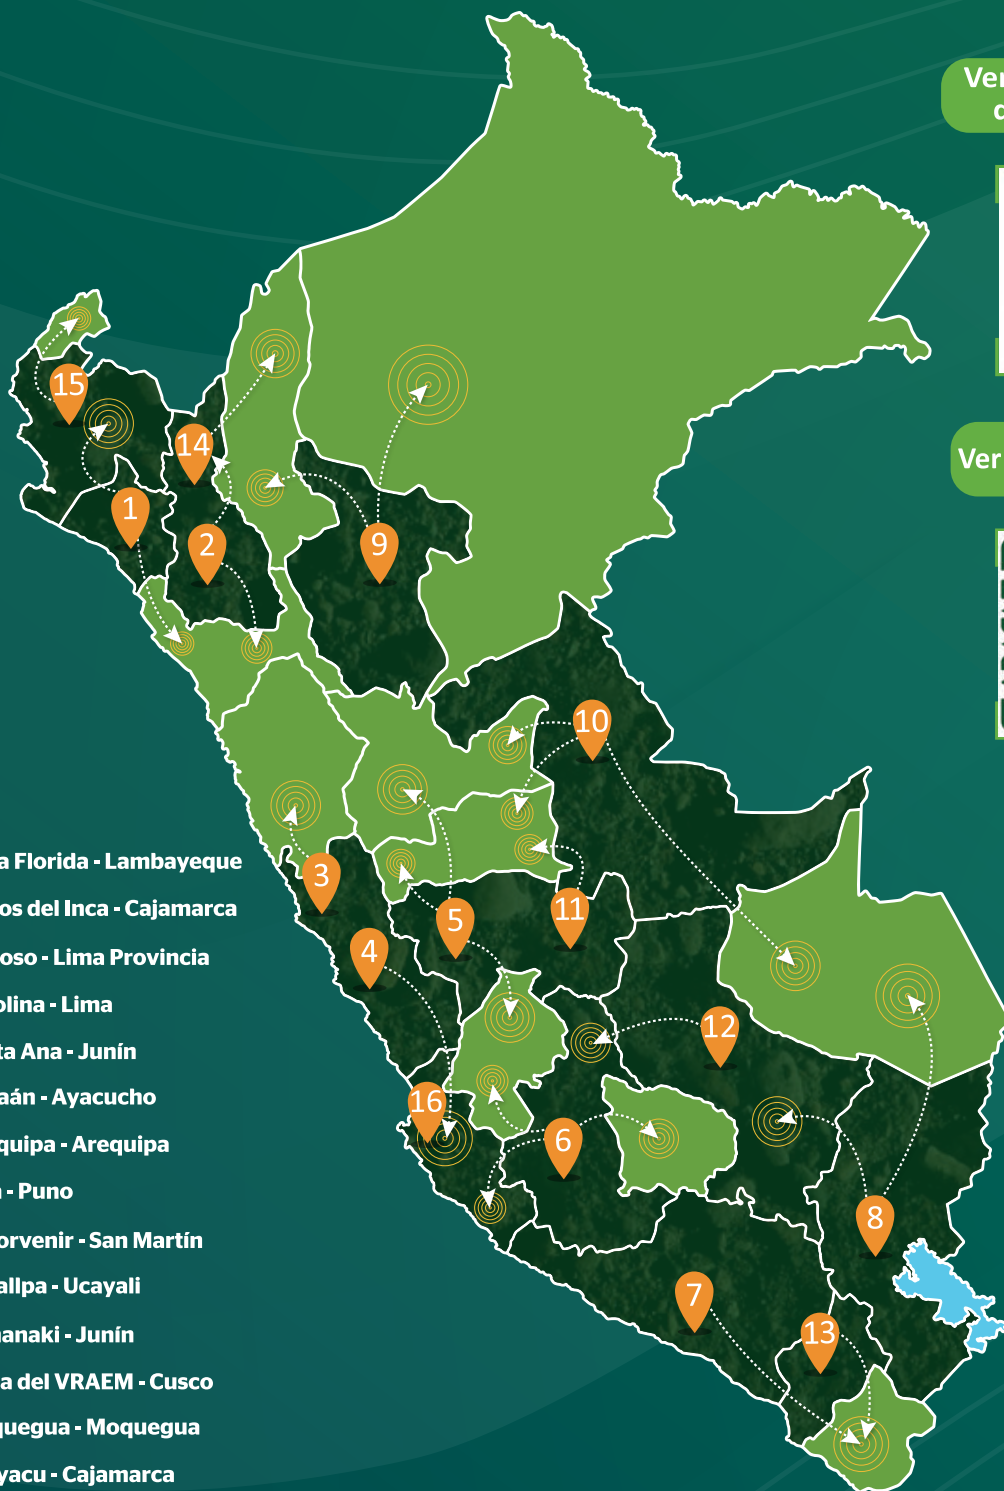 Ver
15
14
1
2
9
Ver
10
a Florida - Lambayeque
3
os del Inca - Cajamarca
11
5
4
oso - Lima Provincia
olina - Lima
12
ta Ana - Junín
16
aán - Ayacucho
6
quipa - Arequipa
- Puno
8
orvenir - San Martín
7
allpa - Ucayali
13
anaki - Junín
a del VRAEM - Cusco
quegua - Moquegua
yacu - Cajamarca